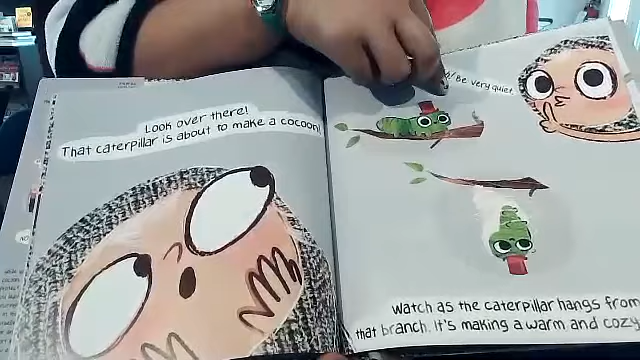 Look over there!
That caterpillar is about to make a cocoon!
Be very quiet.
Watch as the caterpillar hangs from
that branch. It's making a warm and cozy